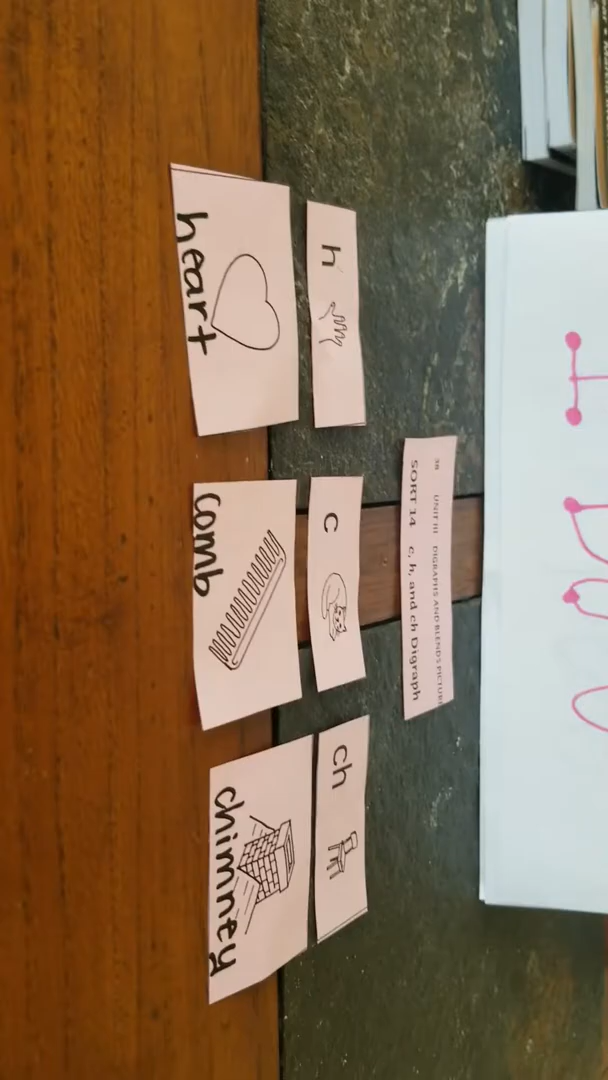 38 UNIT III DIGRAPHS AND BLENDS PICTURE
SORT 14 c, h, and ch Digraph
h
c
ch
heart
comb
chimney